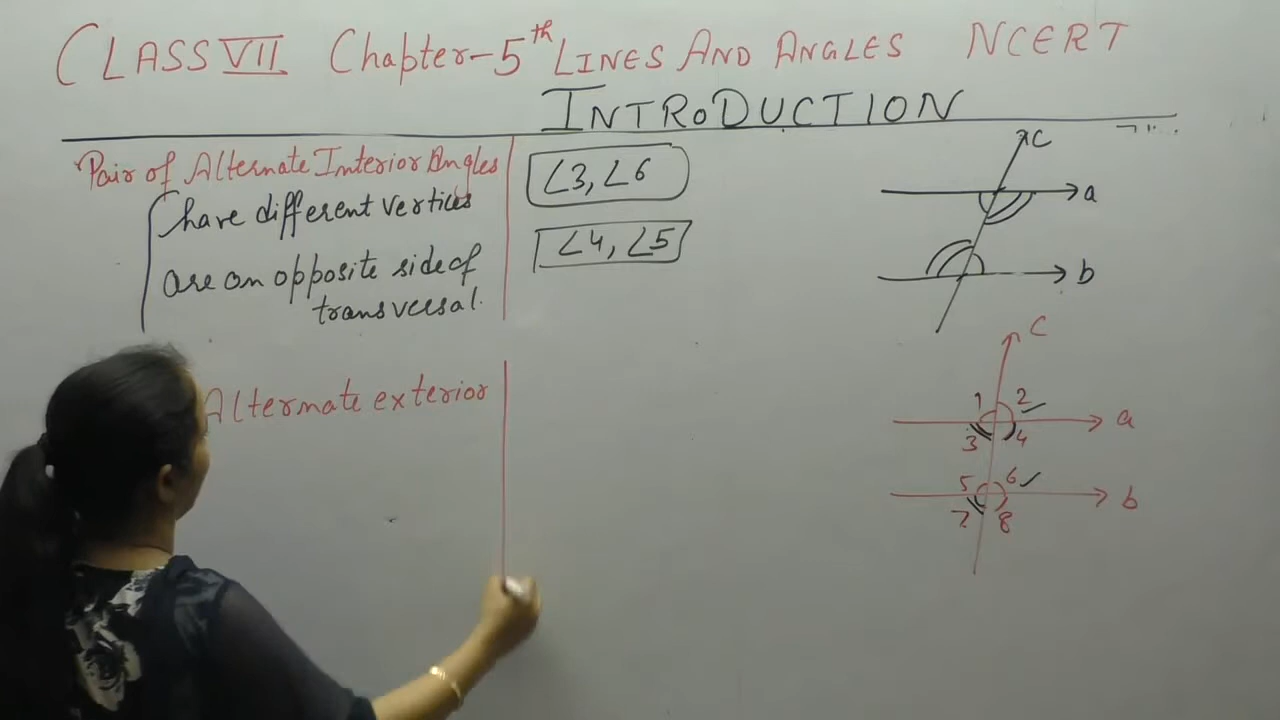 CLASS VII Chapter-5th LINES AND ANGLES NCERT
INTRODUCTION
Pair of Alternate Interior Angles
have different vertices
are on opposite side of
transversal.
∠3, ∠6
∠4, ∠5
c
a
b
Alternate exterior
c
1 2
a
3 4
5 6
b
7 8